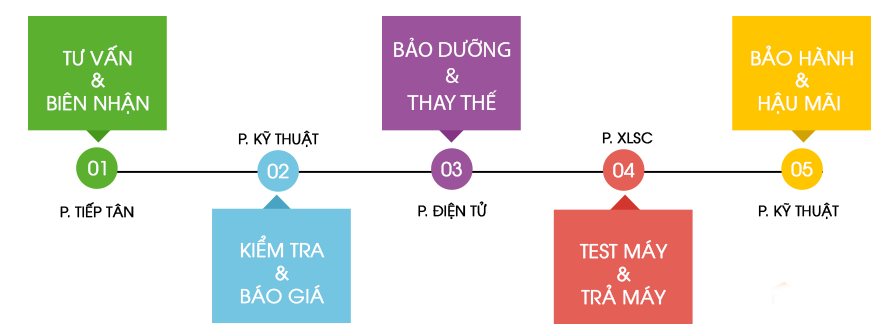 TƯ VẤN
&
BIÊN NHẬN
01
P. TIẾP TÂN
P. KỸ THUẬT
02
KIỂM TRA
&
BÁO GIÁ
BẢO DƯỠNG
&
THAY THẾ
03
P. ĐIỆN TỬ
P. XLSC
04
TEST MÁY
&
TRẢ MÁY
BẢO HÀNH
&
HẬU MÃI
05
P. KỸ THUẬT